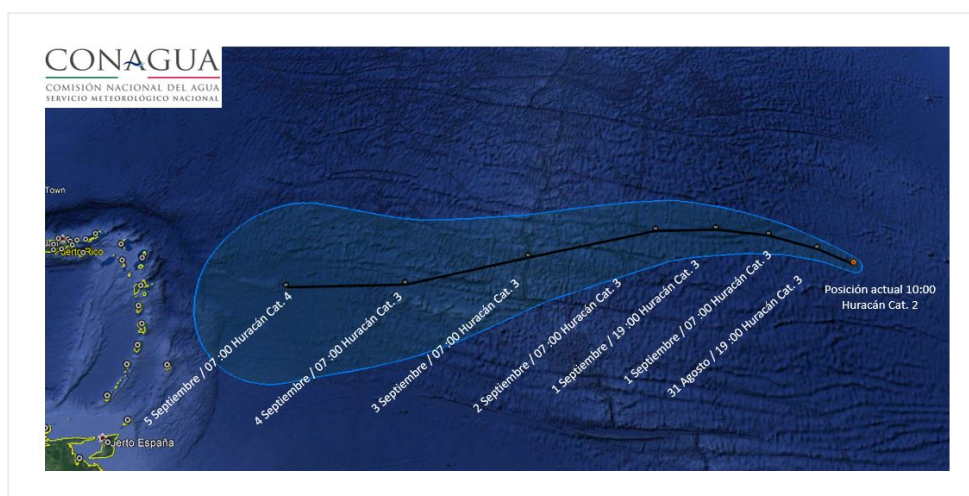 CONAGUA
COMISIÓN NACIONAL DEL AGUA
SERVICIO METEOROLÓGICO NACIONAL
Town
Puerto Rico
Posición actual 10:00
Huracán Cat. 2
5 Septiembre / 07 :00 Huracán Cat. 4
4 Septiembre / 07 :00 Huracán Cat. 3
3 Septiembre / 07 :00 Huracán Cat. 3
2 Septiembre / 07 :00 Huracán Cat. 3
1 Septiembre / 19 :00 Huracán Cat. 3
1 Septiembre / 07 :00 Huracán Cat. 3
31 Agosto / 19 :00 Huracán Cat. 3
erto España